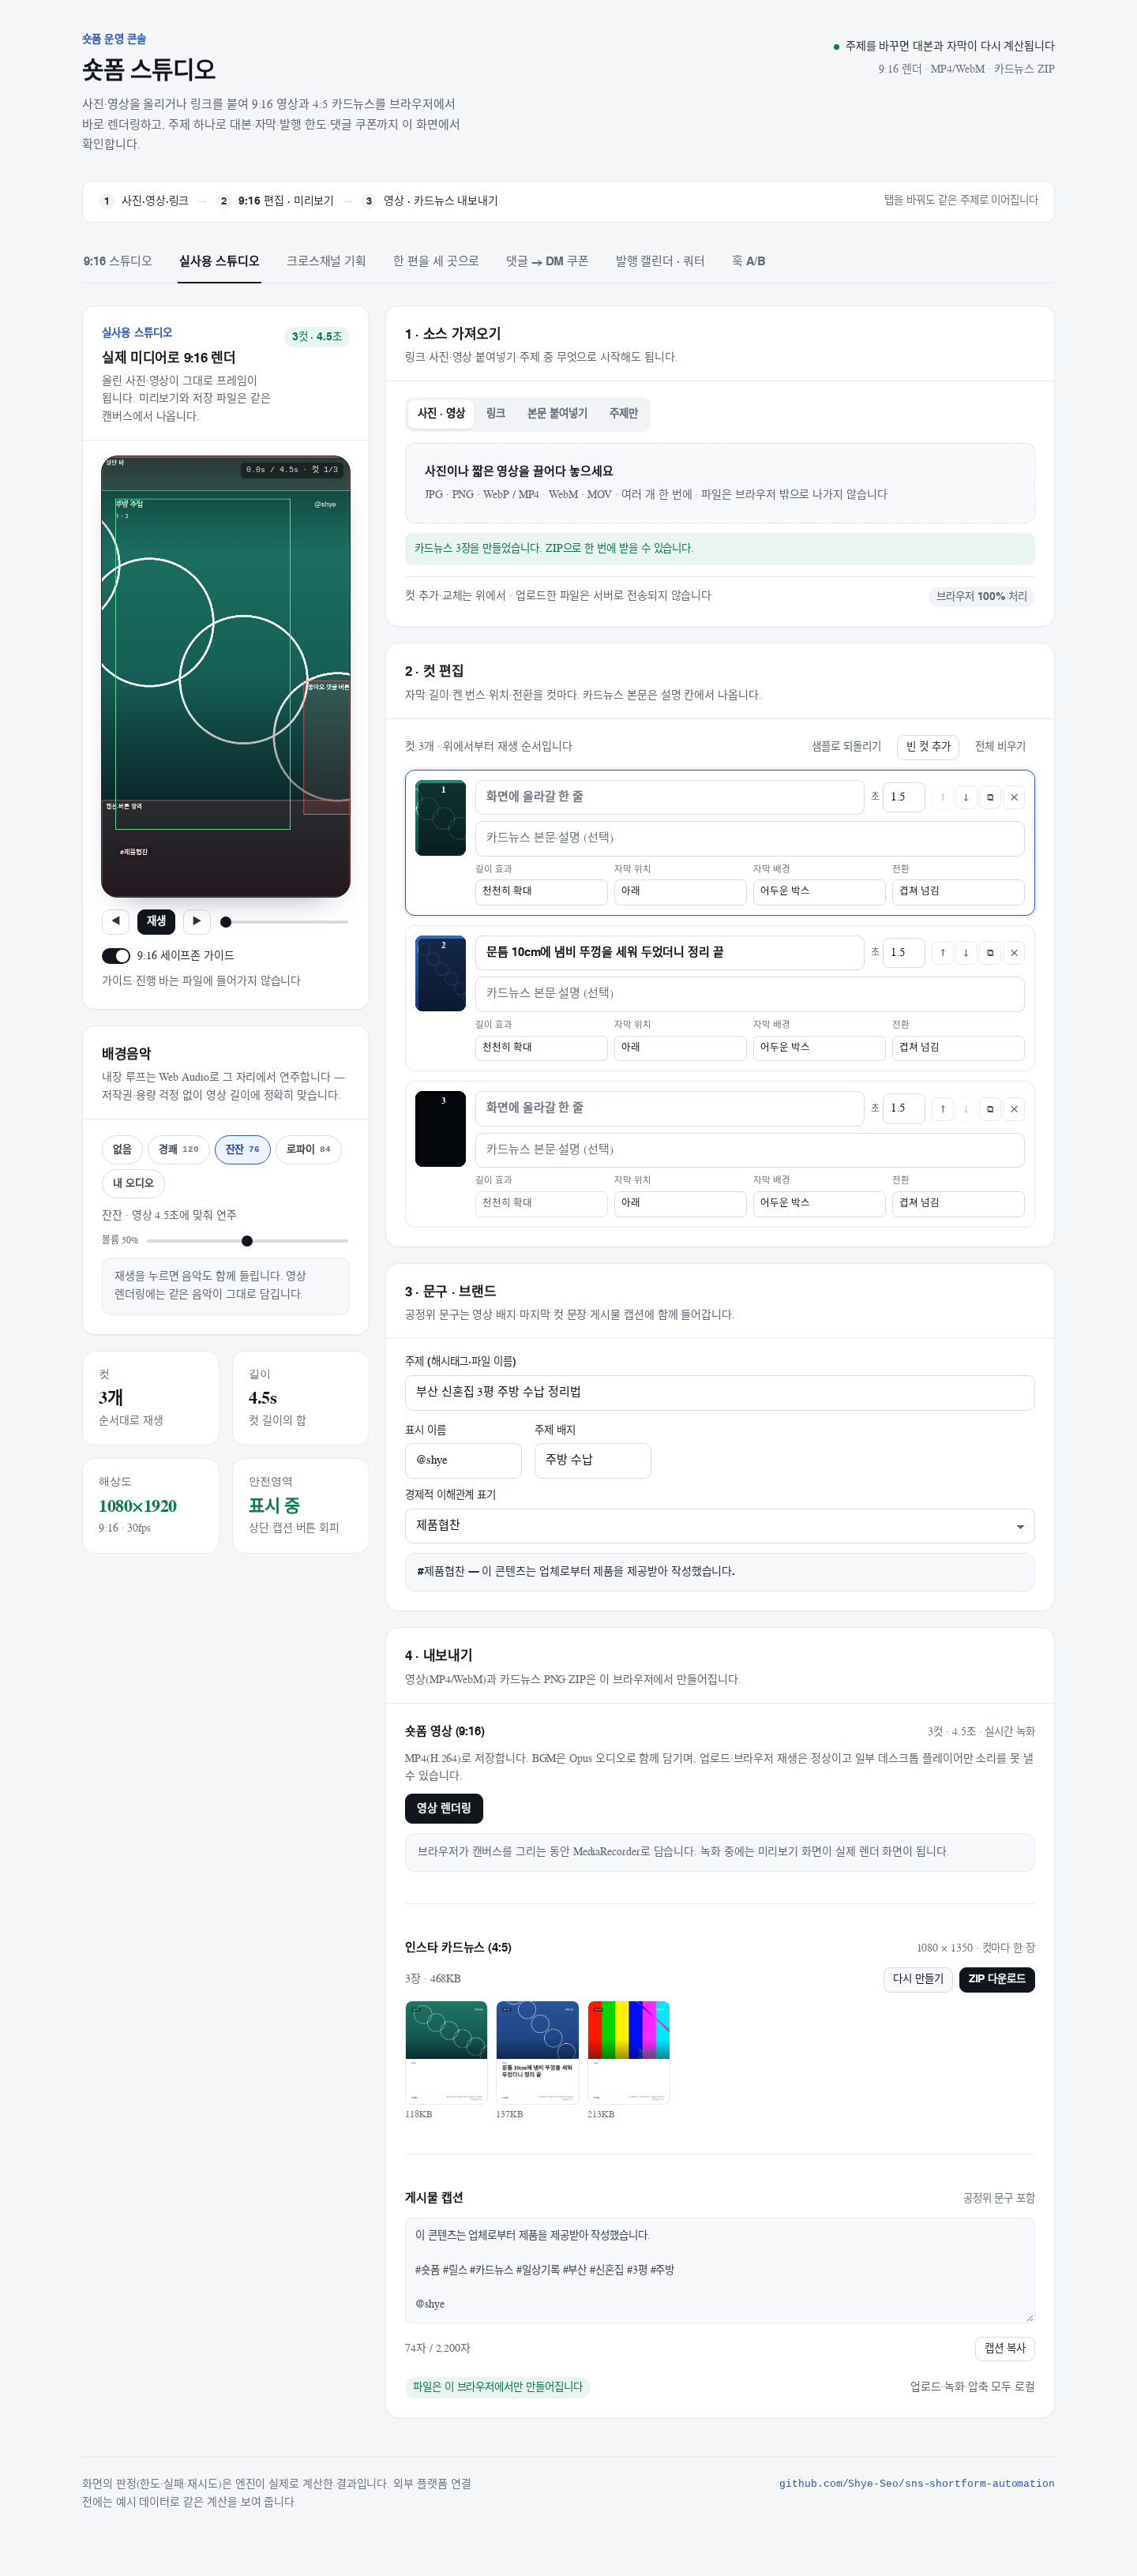 숏폼 운영 콘솔
숏폼 스튜디오
사진·영상을 올리거나 링크를 붙여 9:16 영상과 4:5 카드뉴스를 브라우저에서
바로 렌더링하고, 주제 하나로 대본·자막·발행 한도·댓글 쿠폰까지 이 화면에서
확인합니다.
주제를 바꾸면 대본과 자막이 다시 계산됩니다
9:16 렌더 · MP4/WebM · 카드뉴스 ZIP
1 사진·영상·링크 → 2 9:16 편집 · 미리보기 → 3 영상 · 카드뉴스 내보내기
탭을 바꿔도 같은 주제로 이어집니다
9:16 스튜디오 실사용 스튜디오 크로스채널 기획 한 편을 세 곳으로 댓글 → DM 쿠폰 발행 캘린더 · 쿼터 훅 A/B
실사용 스튜디오
3컷 · 4.5초
실제 미디어로 9:16 렌더
올린 사진·영상이 그대로 프레임이
됩니다. 미리보기와 저장 파일은 같은
캔버스에서 나옵니다.
상단 바
0.0s / 4.5s · 컷 1/3
주방 수납
@shye
1 · 3
좋아요·댓글 버튼
캡션·버튼 영역
#제품협찬
◀ 재생 ▶
9:16 세이프존 가이드
가이드·진행 바는 파일에 들어가지 않습니다
배경음악
내장 루프는 Web Audio로 그 자리에서 연주합니다 —
저작권·용량 걱정 없이 영상 길이에 정확히 맞습니다.
없음 경쾌 120 잔잔 76 로파이 84
내 오디오
잔잔 · 영상 4.5초에 맞춰 연주
볼륨 50%
재생을 누르면 음악도 함께 들립니다. 영상
렌더링에는 같은 음악이 그대로 담깁니다.
컷
3개
순서대로 재생
길이
4.5s
컷 길이의 합
해상도
1080×1920
9:16 · 30fps
안전영역
표시 중
상단·캡션·버튼 회피
1 · 소스 가져오기
링크·사진·영상·붙여넣기·주제 중 무엇으로 시작해도 됩니다.
사진 · 영상 링크 본문 붙여넣기 주제만
사진이나 짧은 영상을 끌어다 놓으세요
JPG · PNG · WebP / MP4 · WebM · MOV · 여러 개 한 번에 · 파일은 브라우저 밖으로 나가지 않습니다
카드뉴스 3장을 만들었습니다. ZIP으로 한 번에 받을 수 있습니다.
컷 추가·교체는 위에서 · 업로드한 파일은 서버로 전송되지 않습니다
브라우저 100% 처리
2 · 컷 편집
자막·길이·켄 번스·위치·전환을 컷마다. 카드뉴스 본문은 설명 칸에서 나옵니다.
컷 3개 · 위에서부터 재생 순서입니다
샘플로 되돌리기 빈 컷 추가 전체 비우기
1
화면에 올라갈 한 줄
초 1.5 ↑ ↓ ⧉ ×
카드뉴스 본문·설명 (선택)
길이 효과 자막 위치 자막 배경 전환
천천히 확대 아래 어두운 박스 겹쳐 넘김
2
문틈 10cm에 냄비 뚜껑을 세워 두었더니 정리 끝
초 1.5 ↑ ↓ ⧉ ×
카드뉴스 본문·설명 (선택)
길이 효과 자막 위치 자막 배경 전환
천천히 확대 아래 어두운 박스 겹쳐 넘김
3
화면에 올라갈 한 줄
초 1.5 ↑ ↓ ⧉ ×
카드뉴스 본문·설명 (선택)
길이 효과 자막 위치 자막 배경 전환
천천히 확대 아래 어두운 박스 겹쳐 넘김
3 · 문구 · 브랜드
공정위 문구는 영상 배지·마지막 컷 문장·게시물 캡션에 함께 들어갑니다.
주제 (해시태그·파일 이름)
부산 신혼집 3평 주방 수납 정리법
표시 이름 주제 배지
@shye 주방 수납
경제적 이해관계 표기
제품협찬
#제품협찬 — 이 콘텐츠는 업체로부터 제품을 제공받아 작성했습니다.
4 · 내보내기
영상(MP4/WebM)과 카드뉴스 PNG·ZIP은 이 브라우저에서 만들어집니다.
숏폼 영상 (9:16)
3컷 · 4.5초 · 실시간 녹화
MP4(H.264)로 저장합니다. BGM은 Opus 오디오로 함께 담기며, 업로드·브라우저 재생은 정상이고 일부 데스크톱 플레이어만 소리를 못 낼
수 있습니다.
영상 렌더링
브라우저가 캔버스를 그리는 동안 MediaRecorder로 담습니다. 녹화 중에는 미리보기 화면이 실제 렌더 화면이 됩니다.
인스타 카드뉴스 (4:5)
1080 × 1350 · 컷마다 한 장
3장 · 468KB
다시 만들기 ZIP 다운로드
문틈 10cm에 냄비 뚜껑을 세워
두었더니 정리 끝
118KB 137KB 213KB
게시물 캡션
공정위 문구 포함
이 콘텐츠는 업체로부터 제품을 제공받아 작성했습니다.
#숏폼 #릴스 #카드뉴스 #일상기록 #부산 #신혼집 #3평 #주방
@shye
74자 / 2,200자
캡션 복사
파일은 이 브라우저에서만 만들어집니다
업로드·녹화·압축 모두 로컬
화면의 판정(한도·실패·재시도)은 엔진이 실제로 계산한 결과입니다. 외부 플랫폼 연결
전에는 예시 데이터로 같은 계산을 보여 줍니다.
github.com/Shye-Seo/sns-shortform-automation